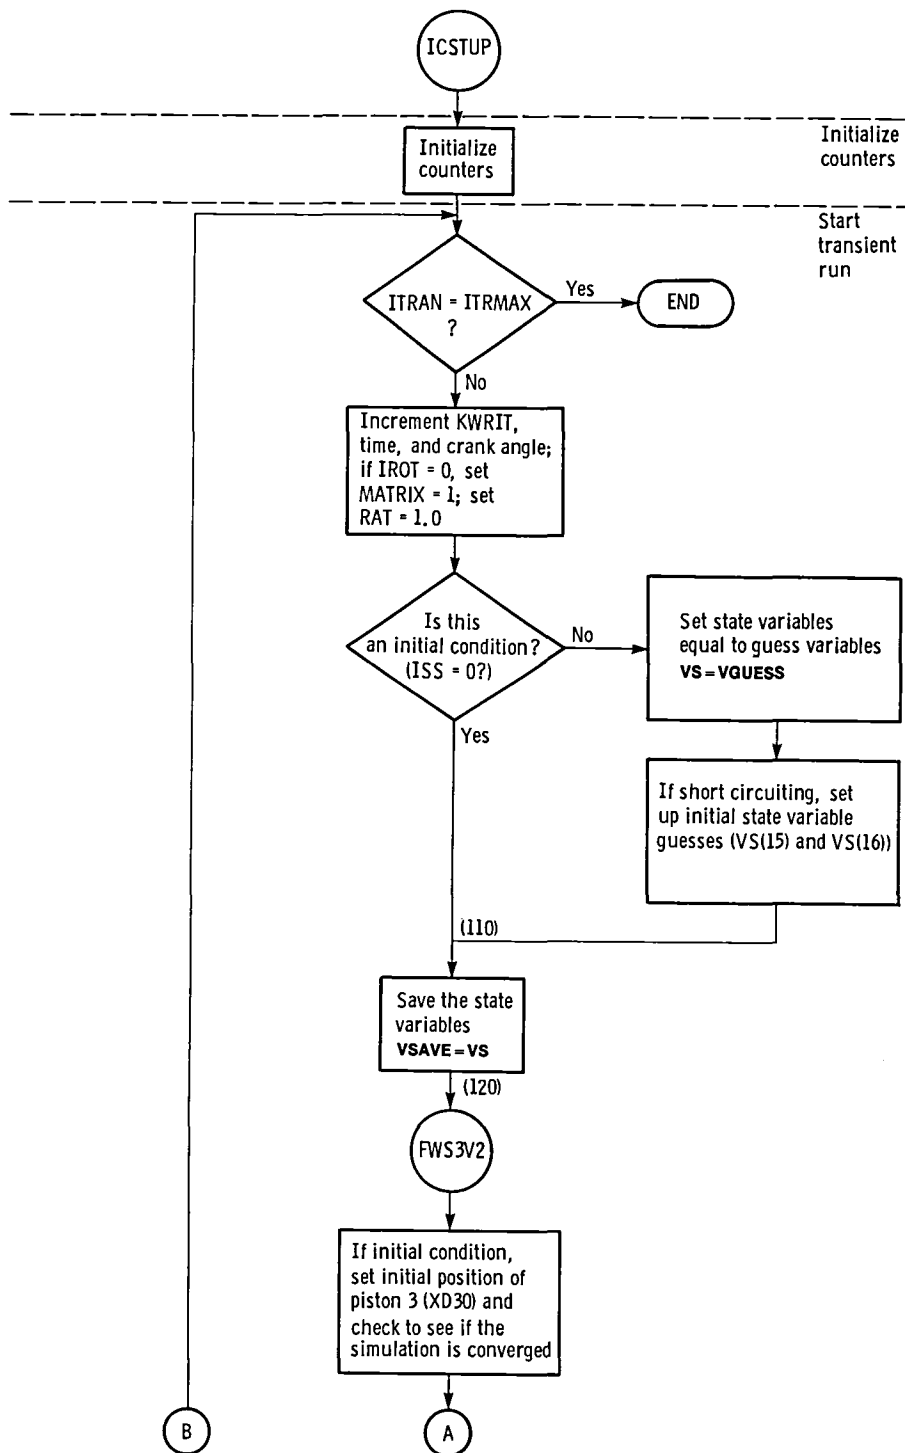 ICSTUP
Initialize
counters
Initialize
counters
Start
transient
run
ITRAN = ITRMAX
?
Yes
END
No
Increment KWRIT,
time, and crank angle;
if IROT = 0, set
MATRIX = 1; set
RAT = 1.0
Is this
an initial condition?
(ISS = 0?)
No
Set state variables
equal to guess variables
VS = VGUESS
Yes
If short circuiting, set
up initial state variable
guesses (VS(15) and VS(16))
(110)
Save the state
variables
VSAVE = VS
(120)
FWS3V2
If initial condition,
set initial position of
piston 3 (XD30) and
check to see if the
simulation is converged
B
A